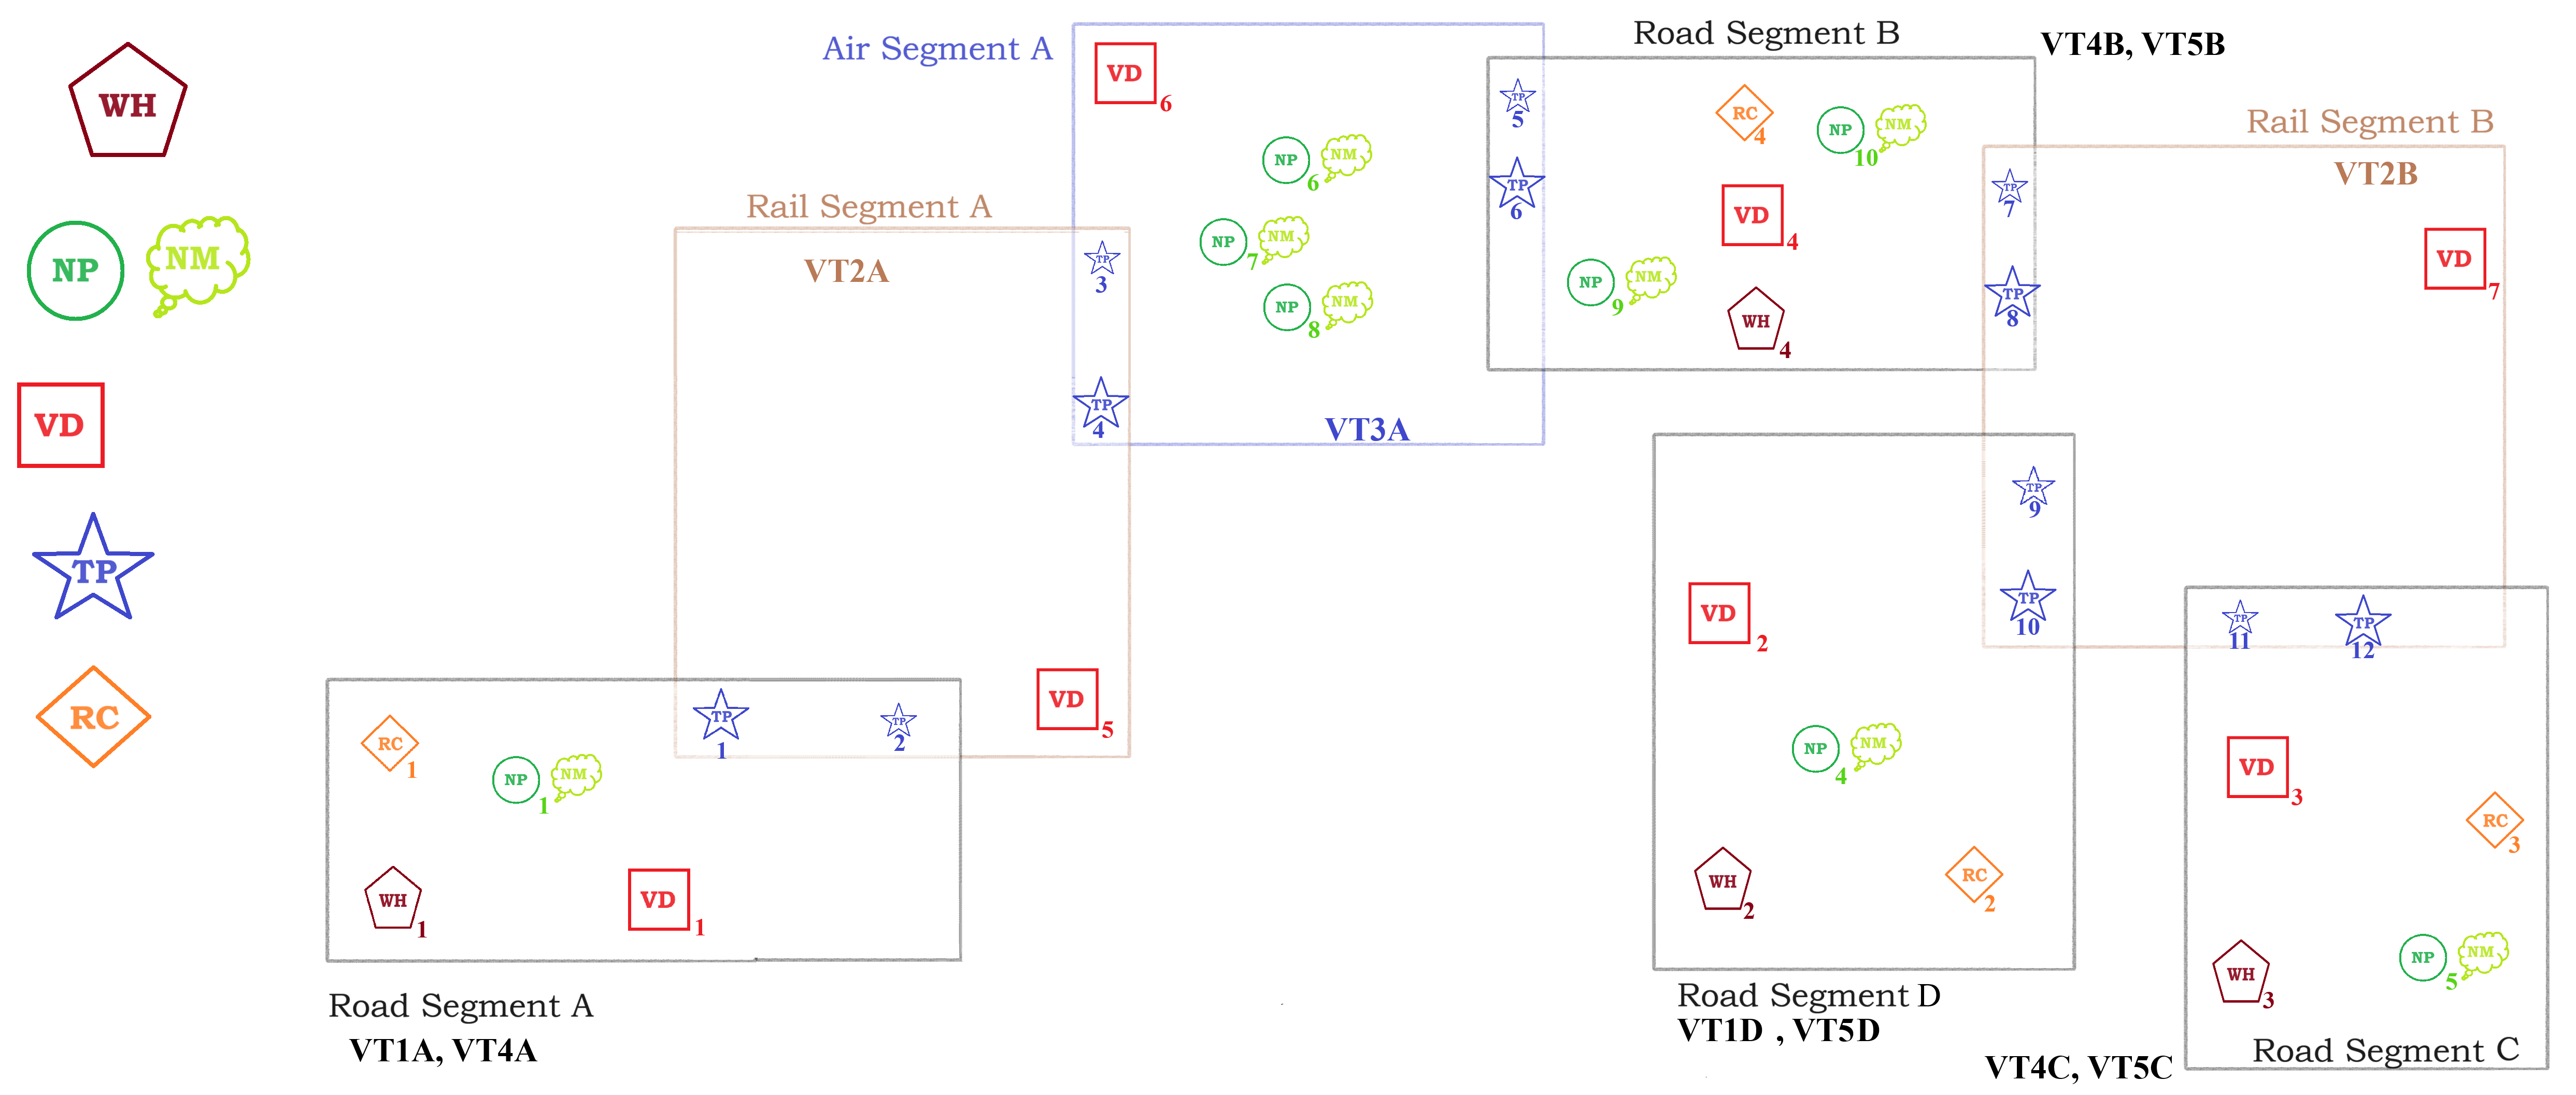 WH
NP NM
VD
TP
RC
Air Segment A
VD 6
NP 6 NM
NP 7 NM
NP 8 NM
VT3A
Rail Segment A
VT2A
TP 3
TP 4
VD 5
TP 1
TP 2
RC 1
NP 1 NM
WH 1
VD 1
Road Segment A
VT1A, VT4A
Road Segment B
VT4B, VT5B
TP 5
TP 6
RC 4
NP 10 NM
VD 4
NP 9 NM
WH 4
TP 7
TP 8
Rail Segment B
VT2B
VD 7
TP 9
TP 10
VD 2
NP 4 NM
WH 2
RC 2
Road Segment D
VT1D , VT5D
TP 11
TP 12
VD 3
RC 3
NP 5 NM
WH 3
Road Segment C
VT4C, VT5C